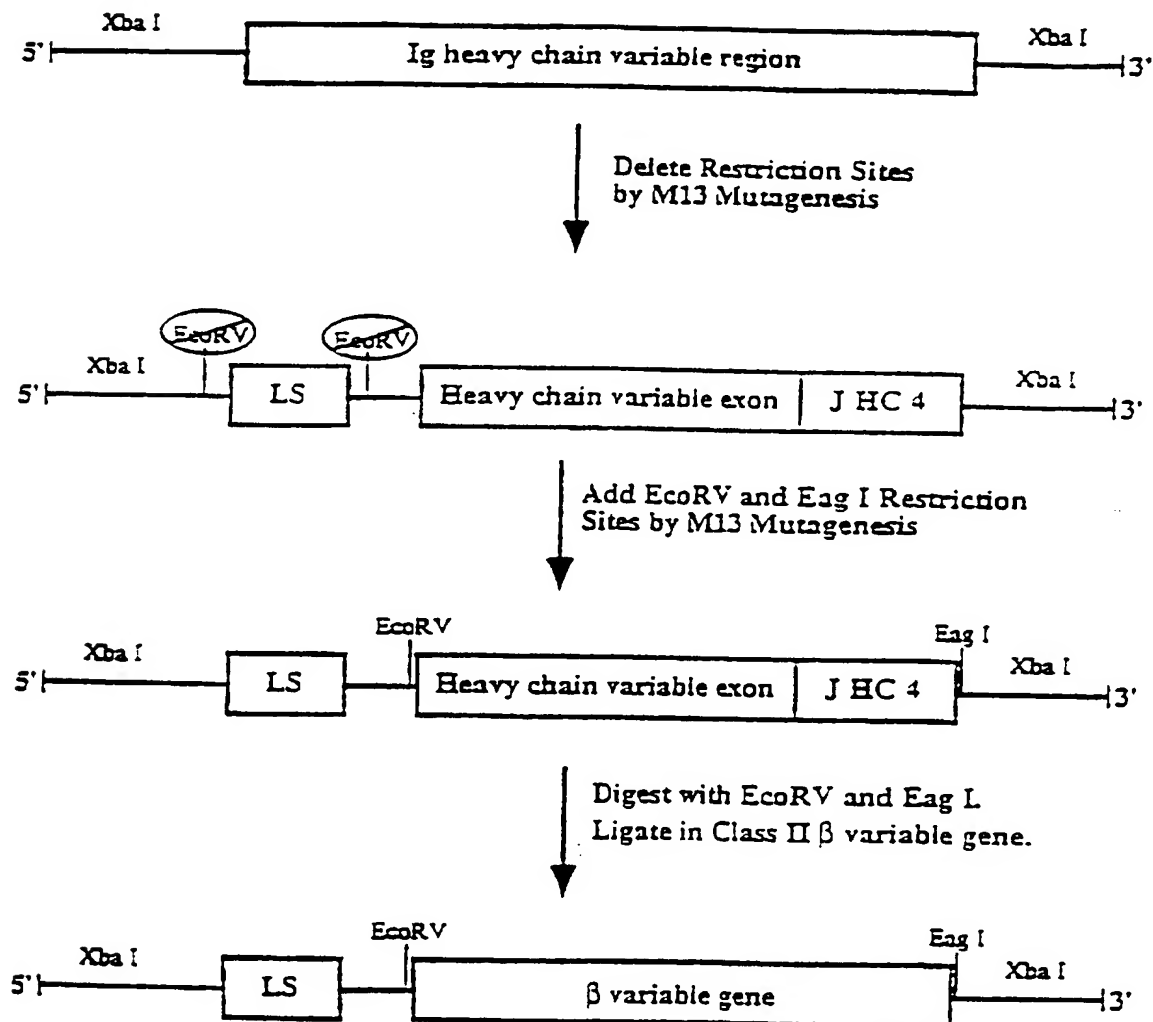 Xba I
Xba I
5' Ig heavy chain variable region 3'
Delete Restriction Sites
by M13 Mutagenesis
EcoRV EcoRV
Xba I Xba I
5' LS Heavy chain variable exon J HC 4 3'
Add EcoRV and Eag I Restriction
Sites by M13 Mutagenesis
EcoRV Eag I
Xba I Xba I
5' LS Heavy chain variable exon J HC 4 3'
Digest with EcoRV and Eag I.
Ligate in Class II β variable gene.
EcoRV Eag I
Xba I Xba I
5' LS β variable gene 3'